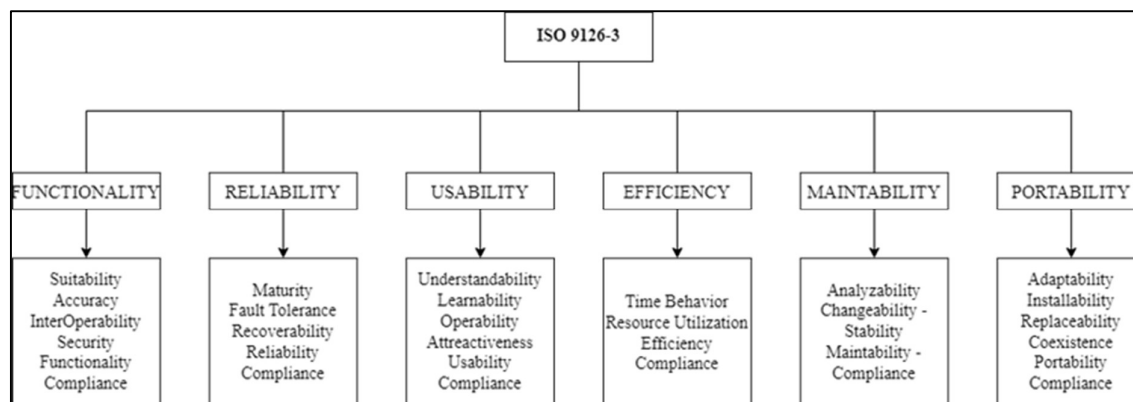 ISO 9126-3
FUNCTIONALITY
RELIABILITY
USABILITY
EFFICIENCY
MAINTABILITY
PORTABILITY
Suitability
Accuracy
InterOperability
Security
Functionality
Compliance
Maturity
Fault Tolerance
Recoverability
Reliability
Compliance
Understandability
Learnability
Operability
Attreactiveness
Usability
Compliance
Time Behavior
Resource Utilization
Efficiency
Compliance
Analyzability
Changeability -
Stability
Maintability -
Compliance
Adaptability
Installability
Replaceability
Coexistence
Portability
Compliance